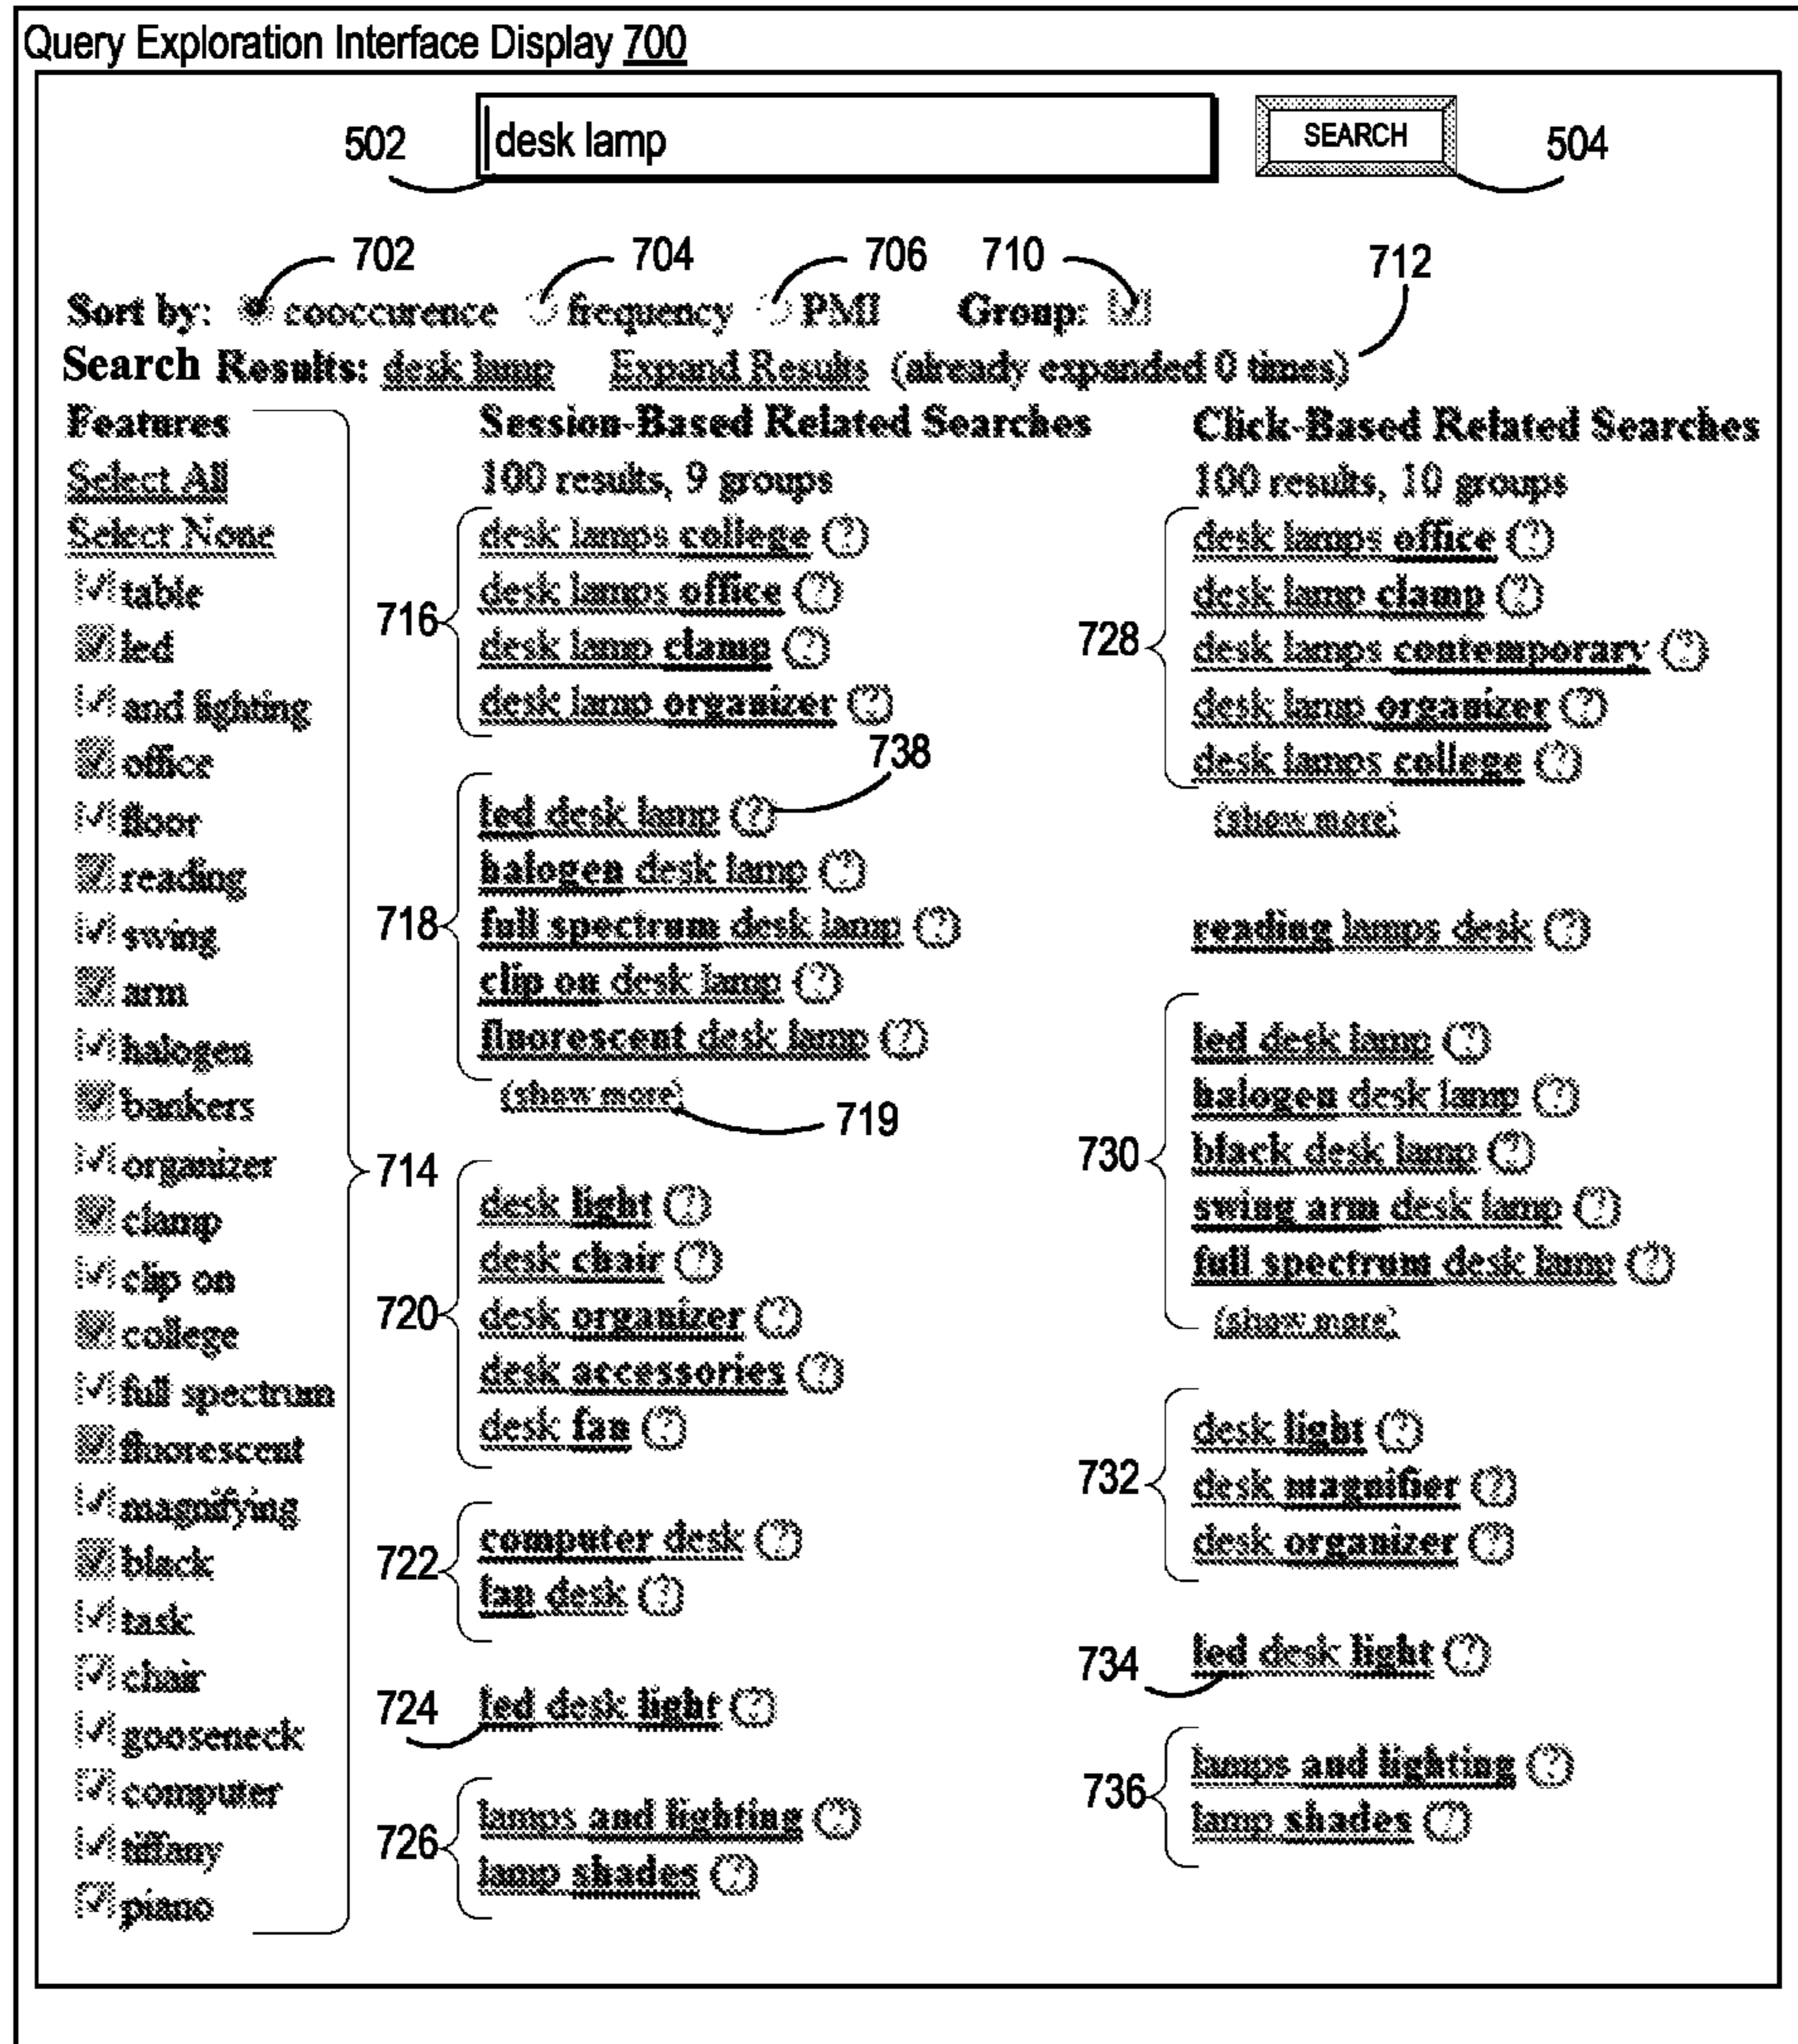 Query Exploration Interface Display 700
502 desk lamp SEARCH 504
702 704 706 710 712
Sort by: cooccurence frequency PMI Group:
Search Results: desk lamp Expand Results (already expanded 0 times)
Features
Select All
Select None
table
led
and lighting
office
floor
reading
swing
arm
halogen
bankers
organizer
clamp
clip on
college
full spectrum
fluorescent
magnifying
black
task
chair
gooseneck
computer
tiffany
piano
714
Session-Based Related Searches
100 results, 9 groups
716
desk lamps college (?)
desk lamps office (?)
desk lamp clamp (?)
desk lamp organizer (?)
738
718
led desk lamp (?)
halogen desk lamp (?)
full spectrum desk lamp (?)
clip on desk lamp (?)
fluorescent desk lamp (?)
(show more)
719
720
desk light (?)
desk chair (?)
desk organizer (?)
desk accessories (?)
desk fan (?)
722
computer desk (?)
fan desk (?)
724
led desk light (?)
726
lamps and lighting (?)
lamp shades (?)
Click-Based Related Searches
100 results, 10 groups
728
desk lamps office (?)
desk lamp clamp (?)
desk lamps contemporary (?)
desk lamp organizer (?)
desk lamps college (?)
(show more)
reading lamps desk (?)
730
led desk lamp (?)
halogen desk lamp (?)
black desk lamp (?)
swing arm desk lamp (?)
full spectrum desk lamp (?)
(show more)
732
desk light (?)
desk magnifier (?)
desk organizer (?)
734
led desk light (?)
736
lamps and lighting (?)
lamp shades (?)